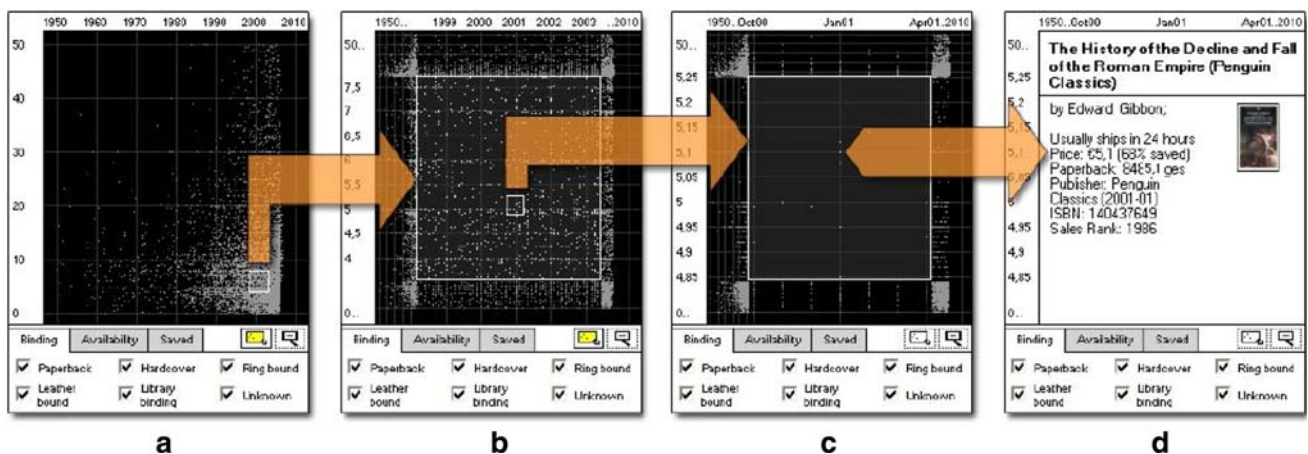 1950 1960 1970 1980 1990 2000 2010
50
40
30
20
10
0
Binding Availability Saved
Paperback Hardcover Ring bound
Leather bound Library binding Unknown
a
1950.. 1999 2000 2001 2002 2003 ..2010
50..
7,5
7
6,5
6
5,5
5
4,5
4
0..
Binding Availability Saved
Paperback Hardcover Ring bound
Leather bound Library binding Unknown
b
1950..Oct00 Jan01 Apr01..2010
50..
5,25
5,2
5,15
5,1
5,05
5
4,95
4,9
4,85
0..
Binding Availability Saved
Paperback Hardcover Ring bound
Leather bound Library binding Unknown
c
1950..Oct00 Jan01 Apr01..2010
50..
5,25
5,2
5,15
5,1
5,05
5
4,95
4,9
4,85
0..
The History of the Decline and Fall
of the Roman Empire (Penguin
Classics)
by Edward Gibbon;
Usually ships in 24 hours
Price: €5,1 (68% saved)
Paperback:
Publisher: Penguin
Classics (2001-01)
ISBN: 140437649
Sales Rank: 1986
Binding Availability Saved
Paperback Hardcover Ring bound
Leather bound Library binding Unknown
d